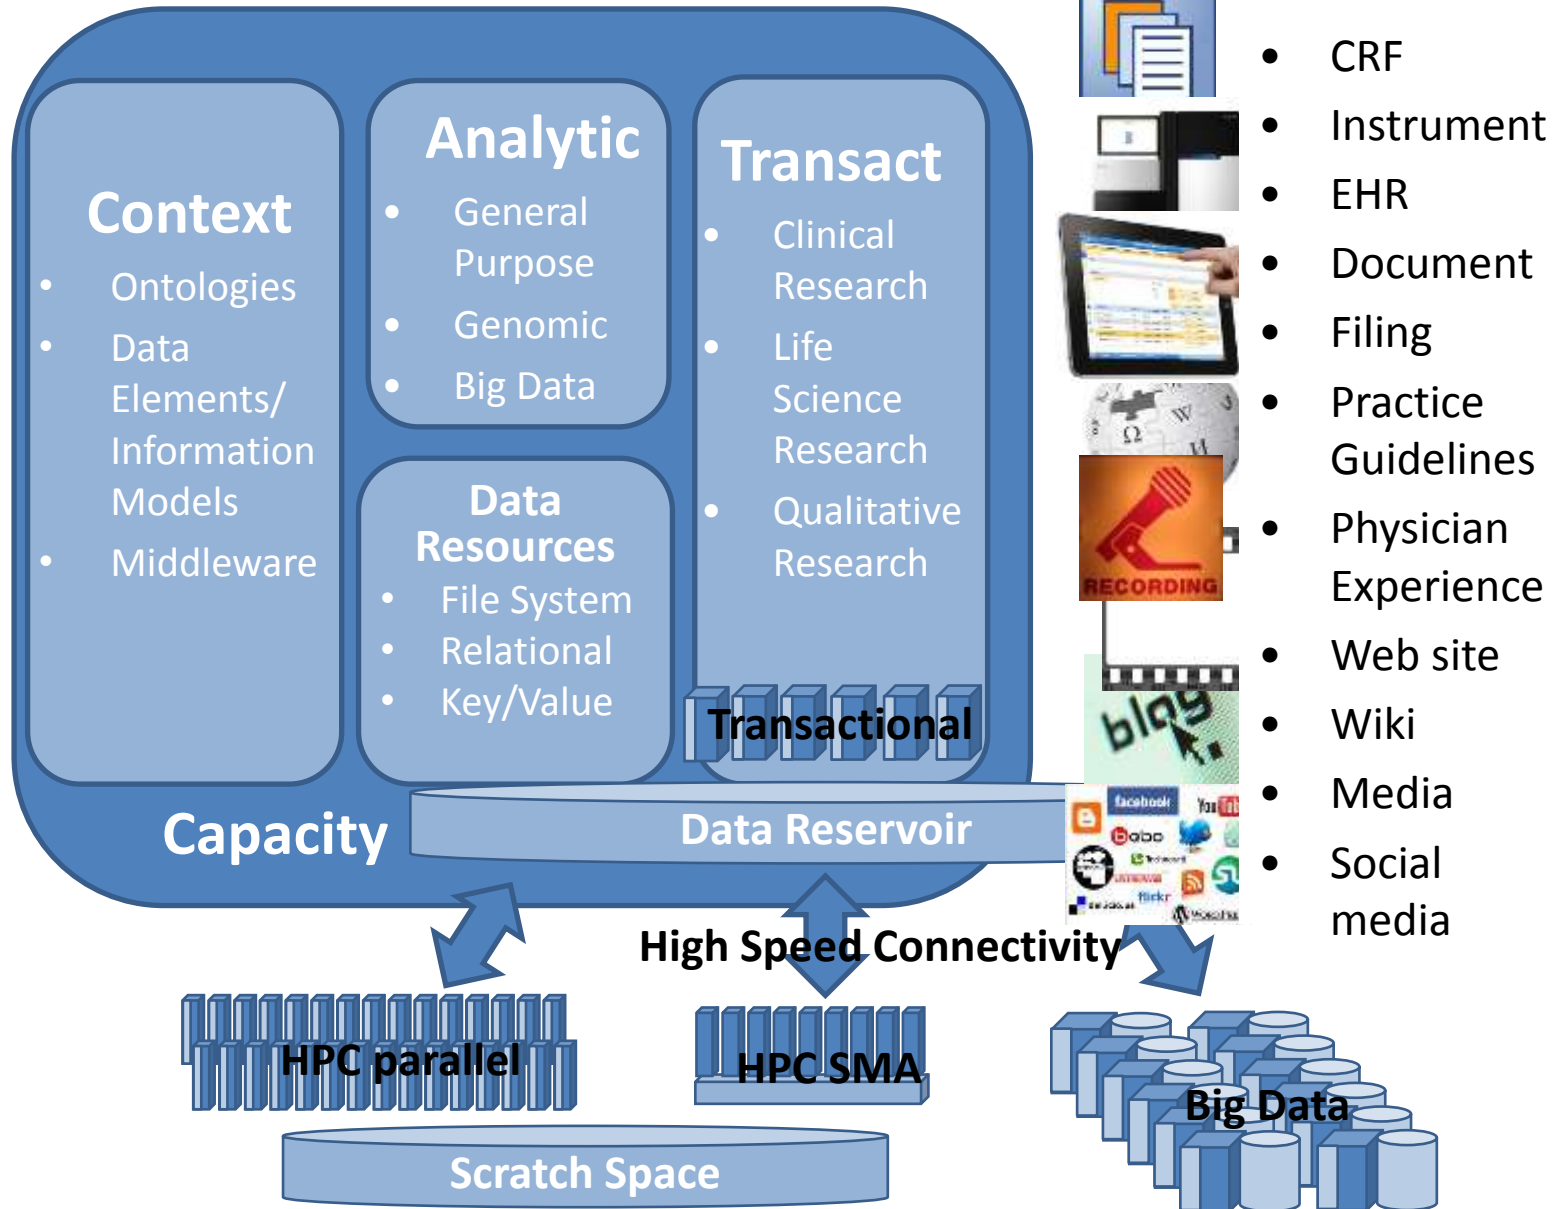 Context
• Ontologies
• Data
Elements/
Information
Models
• Middleware
Analytic
• General
Purpose
• Genomic
• Big Data
Data
Resources
• File System
• Relational
• Key/Value
Transact
• Clinical
Research
• Life
Science
Research
• Qualitative
Research
Transactional
Capacity
Data Reservoir
High Speed Connectivity
HPC parallel
HPC SMA
Big Data
Scratch Space
Ω W И
RECORDING
blog
facebook
You Tube
flickr
• CRF
• Instrument
• EHR
• Document
• Filing
• Practice
Guidelines
• Physician
Experience
• Web site
• Wiki
• Media
• Social
media